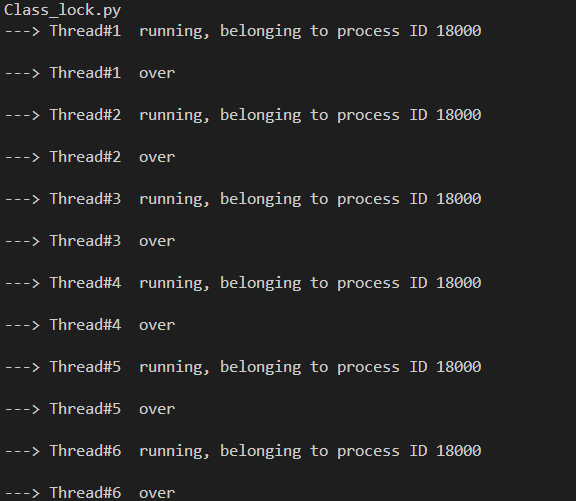 Class_lock.py
---> Thread#1  running, belonging to process ID 18000
---> Thread#1  over
---> Thread#2  running, belonging to process ID 18000
---> Thread#2  over
---> Thread#3  running, belonging to process ID 18000
---> Thread#3  over
---> Thread#4  running, belonging to process ID 18000
---> Thread#4  over
---> Thread#5  running, belonging to process ID 18000
---> Thread#5  over
---> Thread#6  running, belonging to process ID 18000
---> Thread#6  over